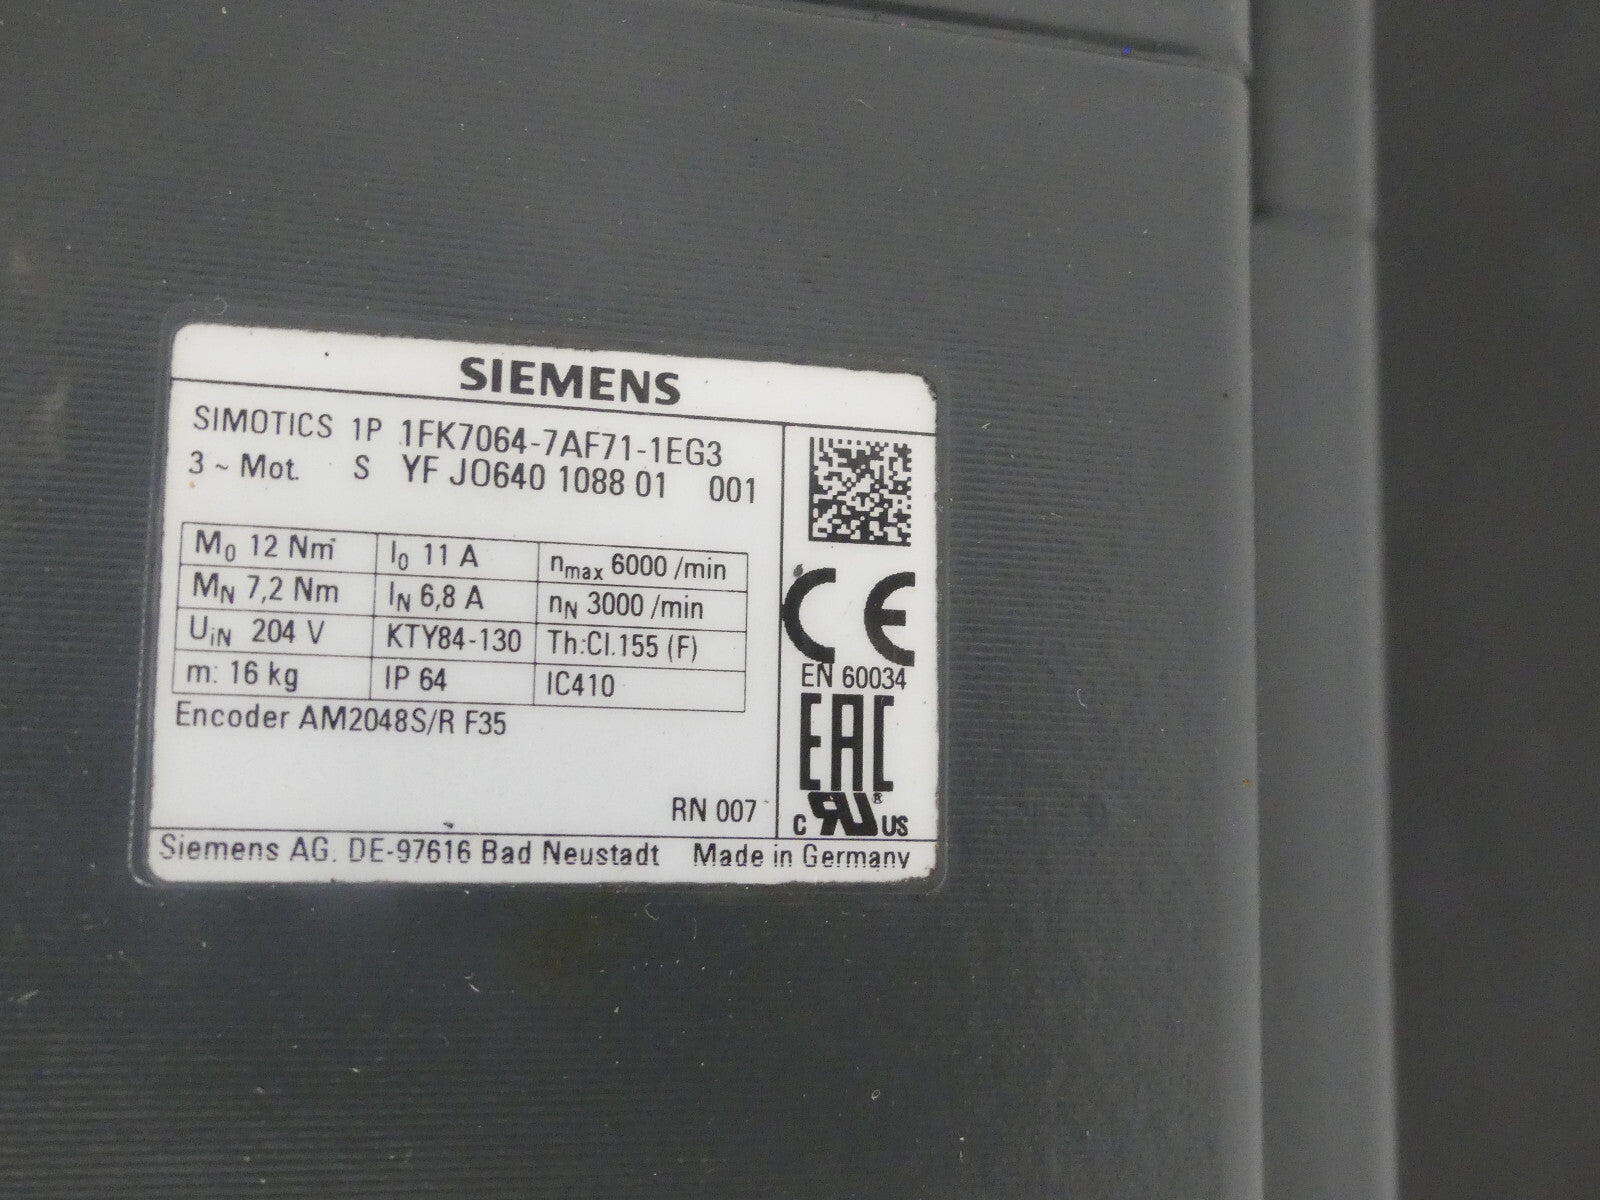 SIEMENS
SIMOTICS 1P 1FK7064-7AF71-1EG3
3 ~ Mot. S YF JO640 1088 01 001
M0 12 Nm I0 11 A nmax 6000 /min
MN 7,2 Nm IN 6,8 A nN 3000 /min
UiN 204 V KTY84-130 Th:Cl.155 (F)
m: 16 kg IP 64 IC410
Encoder AM2048S/R F35
RN 007
CE
EN 60034
EAC
c RU ® US
Siemens AG, DE-97616 Bad Neustadt Made in Germany